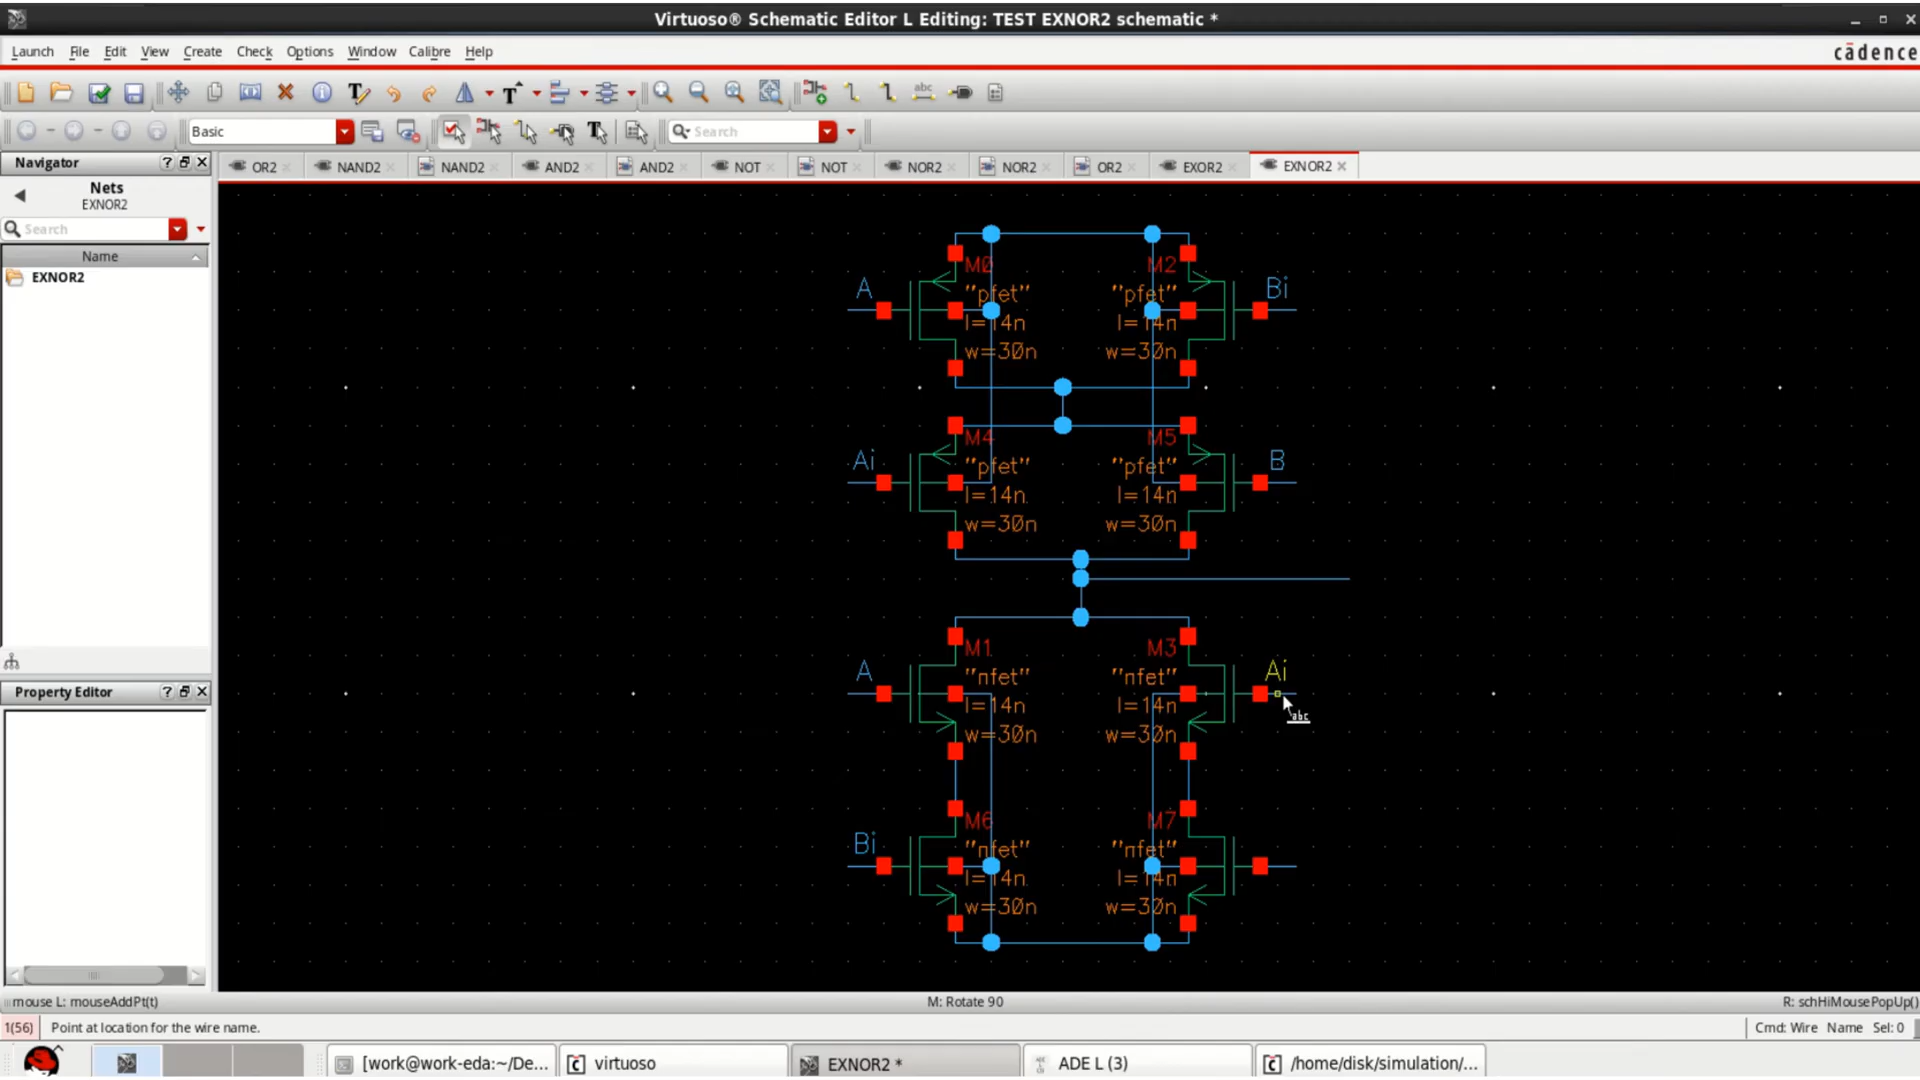 Virtuoso® Schematic Editor L Editing: TEST EXNOR2 schematic *
Launch File Edit View Create Check Options Window Calibre Help
cādence
abc
Basic
Search
Navigator
OR2 NAND2 NAND2 AND2 AND2 NOT NOT NOR2 NOR2 OR2 EXOR2 EXNOR2
Nets
EXNOR2
Search
Name
EXNOR2
M0 M2
A "pfet" "pfet" Bi
l=14n l=14n
w=30n w=30n
M4 M5
Ai "pfet" "pfet" B
l=14n l=14n
w=30n w=30n
M1 M3
A "nfet" "nfet" Ai
l=14n l=14n
abc
w=30n w=30n
Property Editor
M6 M7
Bi "nfet" "nfet"
l=14n l=14n
w=30n w=30n
mouse L: mouseAddPt(t) M: Rotate 90 R: schHiMousePopUp()
1(56) Point at location for the wire name. Cmd: Wire Name Sel: 0
[work@work-eda:~/De... virtuoso EXNOR2 * ADE L (3) /home/disk/simulation/...